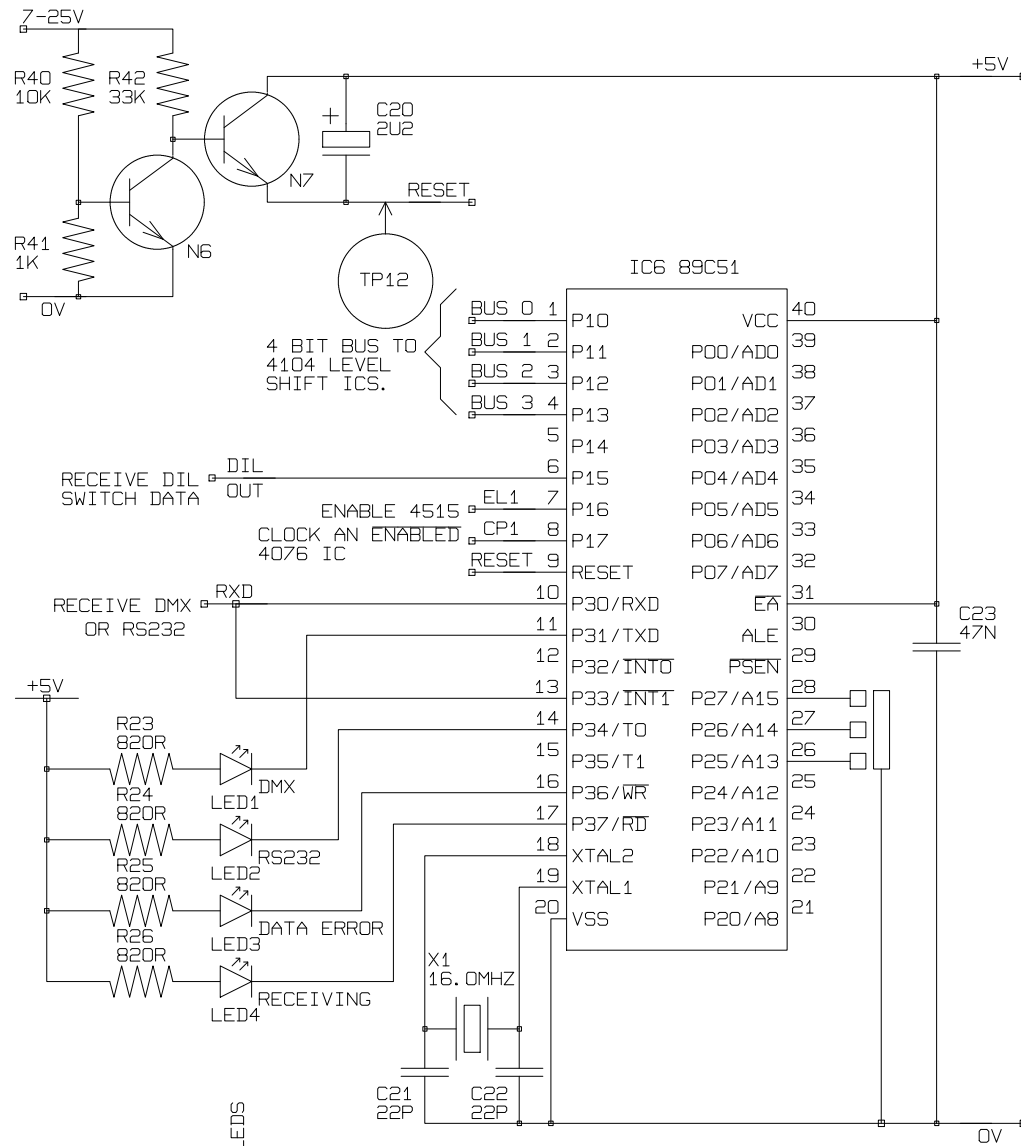 7-25V
+5V
R40
10K
R42
33K
C20
2U2
+
N7
RESET
R41
1K
N6
0V
TP12
IC6 89C51
4 BIT BUS TO
4104 LEVEL
SHIFT ICS.
BUS 0 1 P10
BUS 1 2 P11
BUS 2 3 P12
BUS 3 4 P13
5 P14
RECEIVE DIL
SWITCH DATA
DIL
OUT
6 P15
ENABLE 4515
EL1 7 P16
CLOCK AN ENABLED
4076 IC
CP1 8 P17
RESET 9 RESET
RECEIVE DMX
OR RS232
RXD
10 P30/RXD
11 P31/TXD
12 P32/INT0
13 P33/INT1
14 P34/T0
15 P35/T1
16 P36/WR
17 P37/RD
18 XTAL2
19 XTAL1
20 VSS
VCC 40
P00/AD0 39
P01/AD1 38
P02/AD2 37
P03/AD3 36
P04/AD4 35
P05/AD5 34
P06/AD6 33
P07/AD7 32
EA 31
ALE 30
PSEN 29
P27/A15 28
P26/A14 27
P25/A13 26
P24/A12 25
P23/A11 24
P22/A10 23
P21/A9 22
P20/A8 21
C23
47N
+5V
R23
820R
LED1
DMX
R24
820R
LED2
RS232
R25
820R
LED3
DATA ERROR
R26
820R
LED4
RECEIVING
X1
16.0MHZ
C21
22P
C22
22P
0V